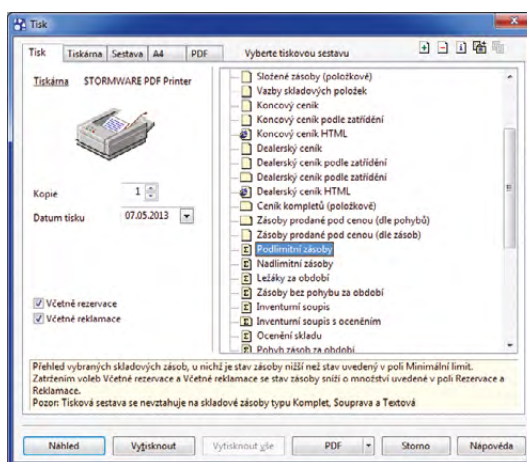 Tisk
Tisk Tiskárna Sestava A4 PDF
Vyberte tiskovou sestavu
Tiskárna STORMWARE PDF Printer
Kopie 1
Datum tisku 07.05.2013
Včetně rezervace
Včetně reklamace
Složené zásoby (položkové)
Vazby skladových položek
Koncový ceník
Koncový ceník podle zatřídění
Koncový ceník HTML
Dealerský ceník
Dealerský ceník podle zatřídění
Dealerský ceník podle zatřídění
Dealerský ceník HTML
Ceník kompletů (položkové)
Zásoby prodané pod cenou (dle pohybů)
Zásoby prodané pod cenou (dle zásob)
Podlimitní zásoby
Nadlimitní zásoby
Ležáky za období
Zásoby bez pohybu za období
Inventurní soupis
Inventurní soupis s oceněním
Ocenění skladu
Pohyb zásob za období
Přehled vybraných skladových zásob, u nichž je stav zásoby nižší než stav uvedený v poli Minimální limit.
Zatržením voleb Včetně rezervace a Včetně reklamace se stav zásoby sníží o množství uvedené v poli Rezervace a
Reklamace.
Pozor: Tisková sestava se nevztahuje na skladové zásoby typu Komplet, Souprava a Textová
Náhled Vytisknout Vytisknout vše PDF Storno Nápověda